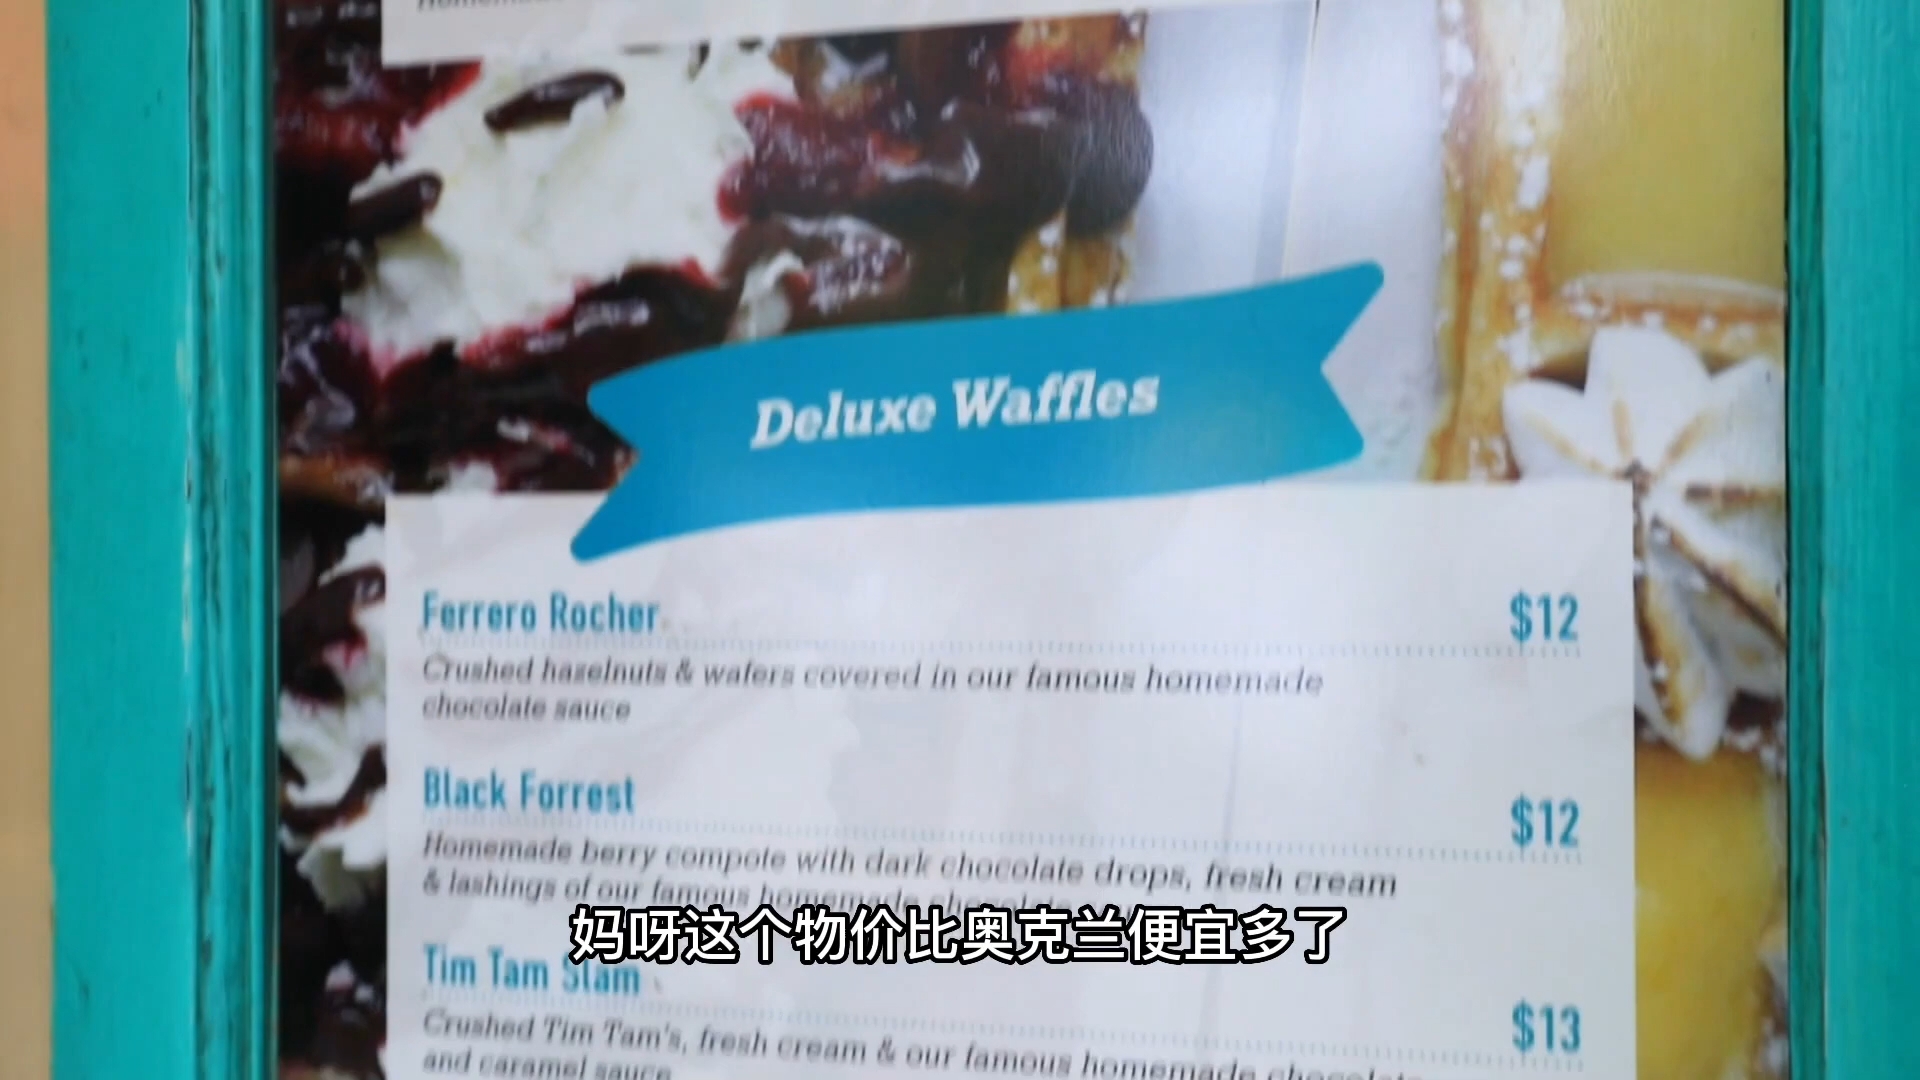 Deluxe Waffles
Ferrero Rocher $12
Crushed hazelnuts & wafers covered in our famous homemade
chocolate sauce
Black Forrest $12
Homemade berry compote with dark chocolate drops, fresh cream
& lashings of our famous homemade chocolate
妈呀这个物价比奥克兰便宜多了
Tim Tam Slam $13
Crushed Tim Tam's, fresh cream & our famous homemade chocolate
and caramel sauce